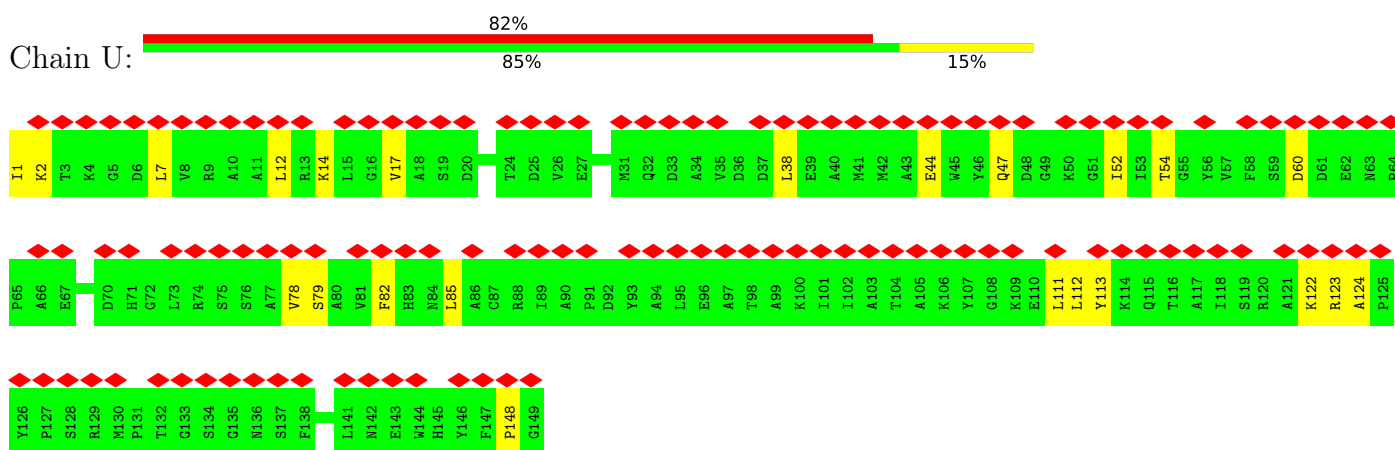 82%
Chain U:
85% 15%
I1 K2 T3 K4 G5 D6 L7 V8 R9 A10 A11 L12 R13 K14 L15 G16 V17 A18 S19 D20 T24 D25 V26 E27 M31 Q32 D33 A34 V35 D36 D37 L38 E39 A40 M41 M42 A43 E44 W45 Y46 Q47 D48 G49 K50 G51 I52 I53 T54 G55 Y56 V57 F58 S59 D60 D61 E62 N63 R64
P65 A66 E67 D70 H71 G72 L73 R74 S75 S76 A77 V78 S79 A80 V81 F82 H83 N84 L85 A86 C87 R88 I89 A90 P91 D92 Y93 A94 L95 E96 A97 T98 A99 K100 I101 I102 A103 T104 A105 K106 Y107 G108 K109 E110 L111 L112 Y113 K114 Q115 T116 A117 I118 S119 R120 A121 K122 R123 A124 P125
Y126 P127 S128 R129 M130 P131 T132 G133 S134 G135 N136 S137 F138 L141 N142 E143 W144 H145 Y146 F147 P148 G149